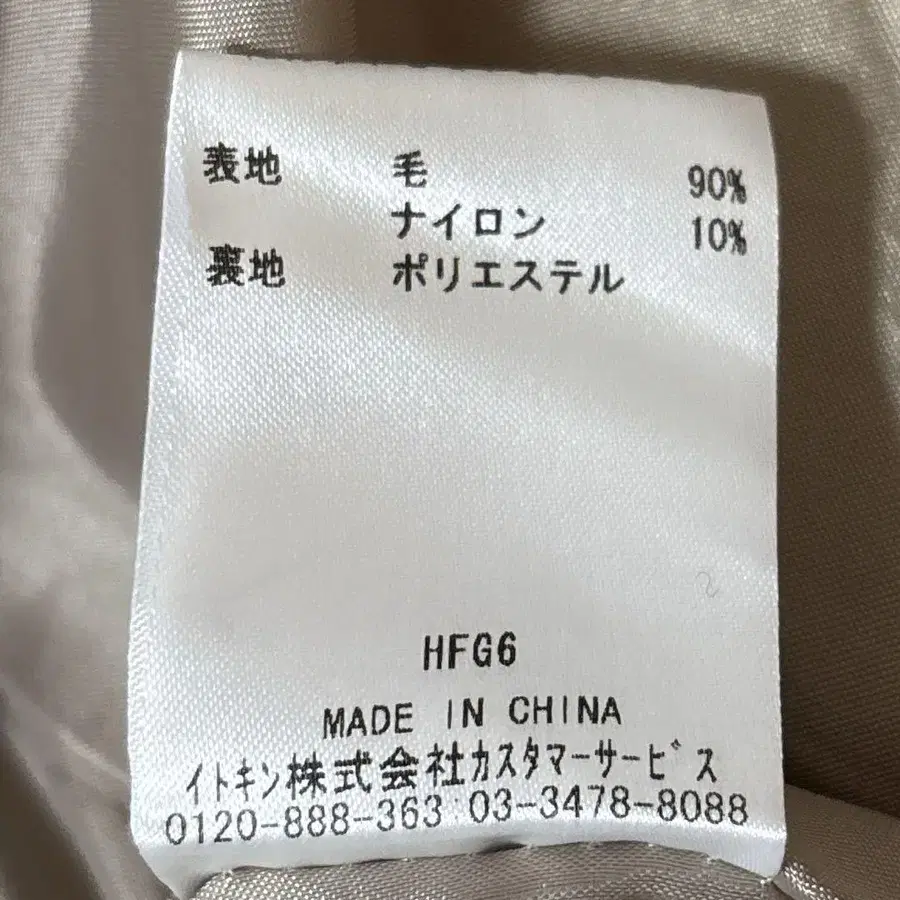 表地 毛 90%
ナイロン 10%
裏地 ポリエステル
HFG6
MADE IN CHINA
イトキン株式会社カスタマーサービス
0120-888-363 03-3478-8088